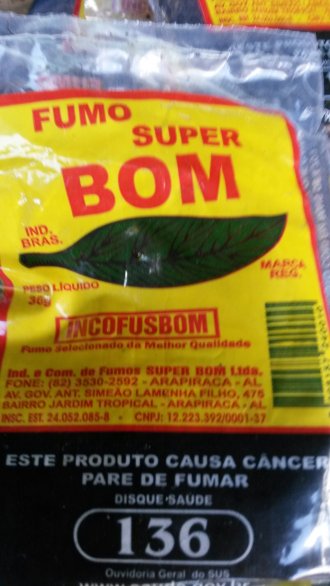 FUMO
SUPER
BOM
IND.
BRAS.
MARCA
REG.
PESO LÍQUIDO
30g
INCOFUSBOM
Fumo selecionado da Melhor Qualidade
Ind. e Com. de Fumos SUPER BOM Ltda.
FONE: (82) 3530-2592 - ARAPIRACA - AL
AV. GOV. ANT. SIMEÃO LAMENHA FILHO, 475
BAIRRO JARDIM TROPICAL - ARAPIRACA - AL
INSC. EST. 24.052.085-8 - CNPJ: 12.223.392/0001-37
ESTE PRODUTO CAUSA CÂNCER
PARE DE FUMAR
DISQUE SAÚDE
136
Ouvidoria Geral do SUS